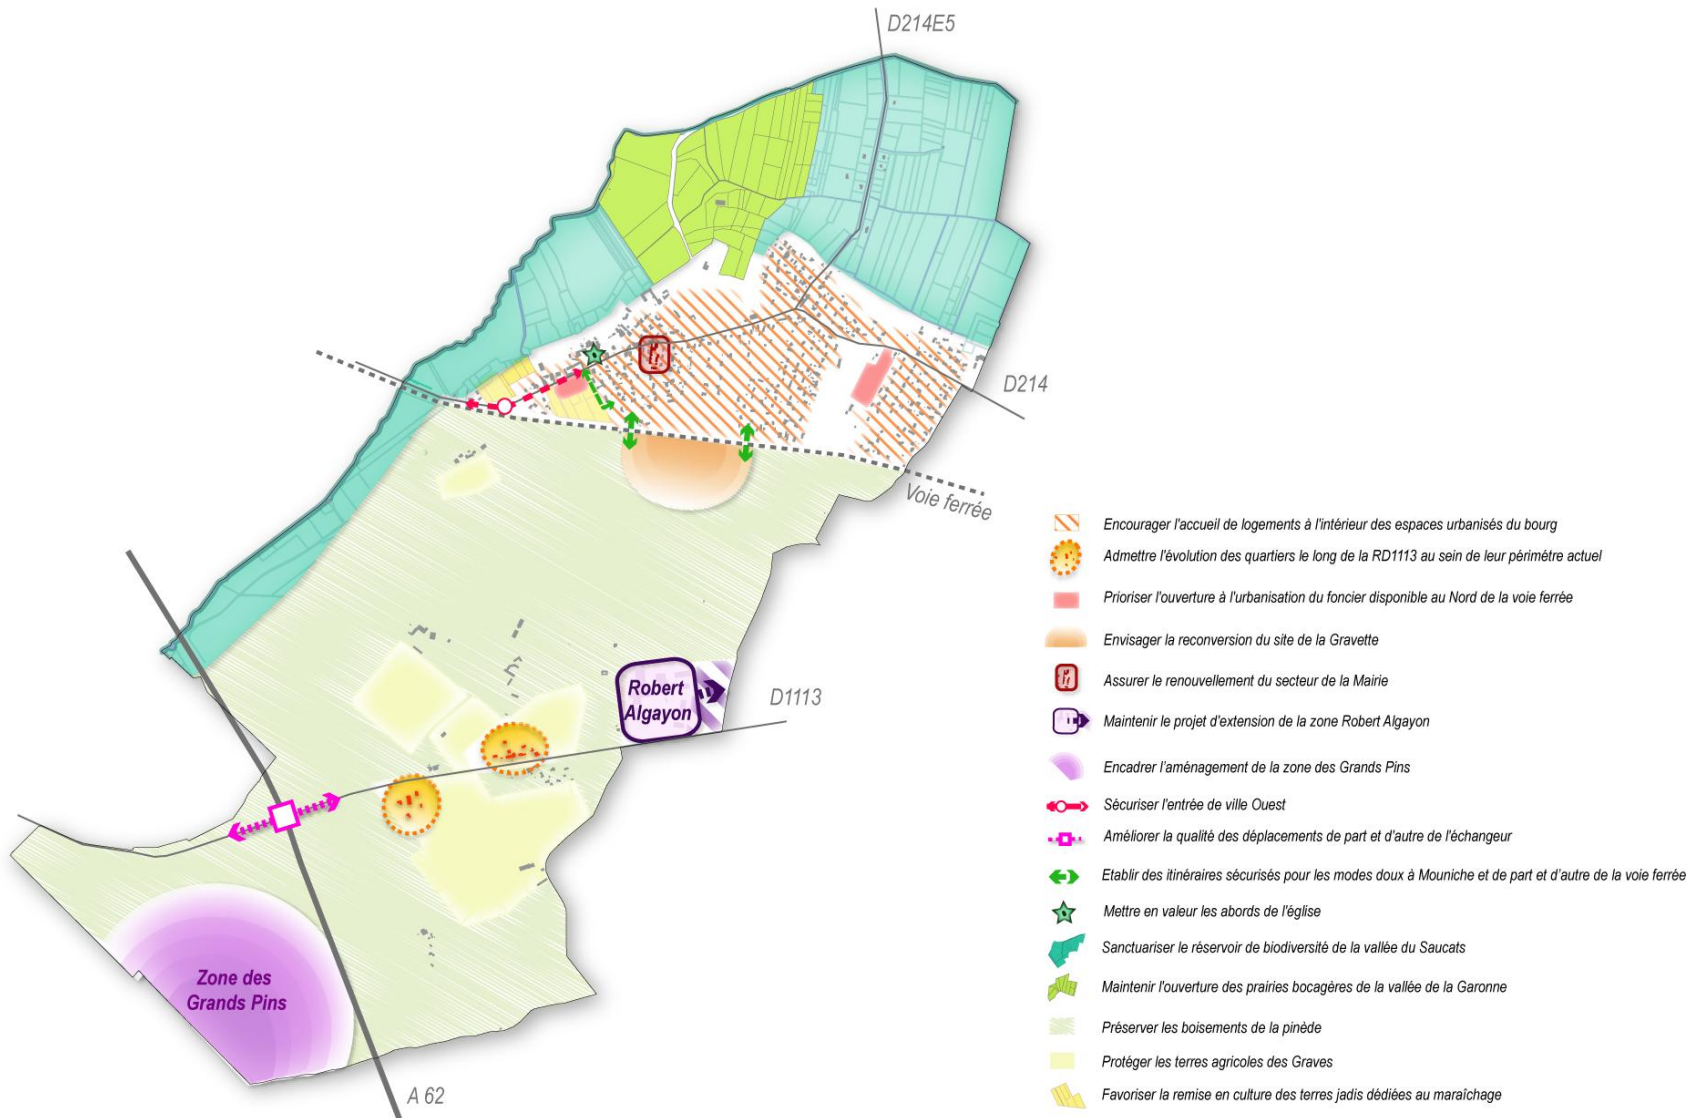 D214E5
D214
Voie ferrée
Robert
Algayon
D1113
Zone des
Grands Pins
A 62
Encourager l'accueil de logements à l'intérieur des espaces urbanisés du bourg
Admettre l'évolution des quartiers le long de la RD1113 au sein de leur périmétre actuel
Prioriser l'ouverture à l'urbanisation du foncier disponible au Nord de la voie ferrée
Envisager la reconversion du site de la Gravette
Assurer le renouvellement du secteur de la Mairie
Maintenir le projet d'extension de la zone Robert Algayon
Encadrer l'aménagement de la zone des Grands Pins
Sécuriser l'entrée de ville Ouest
Améliorer la qualité des déplacements de part et d'autre de l'échangeur
Etablir des itinéraires sécurisés pour les modes doux à Mouniche et de part et d'autre de la voie ferrée
Mettre en valeur les abords de l'église
Sanctuariser le réservoir de biodiversité de la vallée du Saucats
Maintenir l'ouverture des prairies bocagères de la vallée de la Garonne
Préserver les boisements de la pinède
Protéger les terres agricoles des Graves
Favoriser la remise en culture des terres jadis dédiées au maraîchage